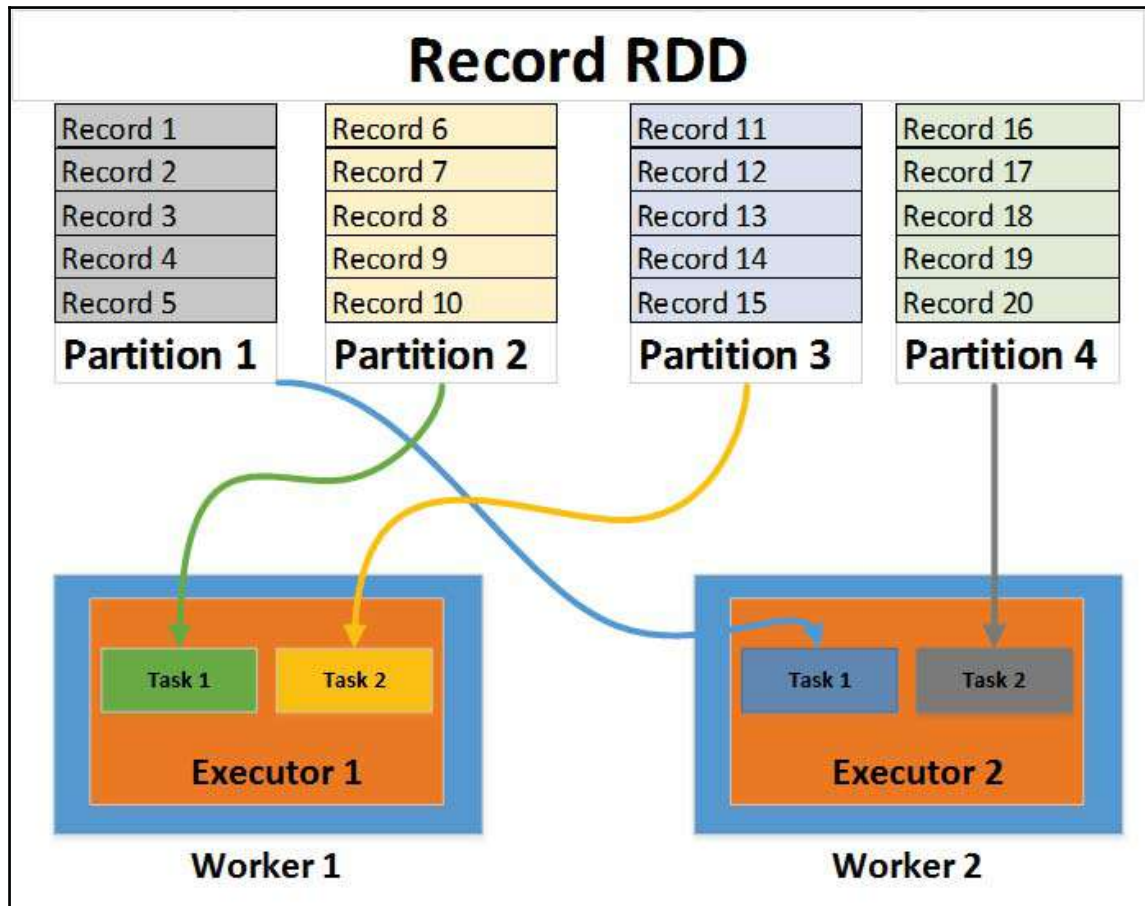 Record RDD
Record 1
Record 2
Record 3
Record 4
Record 5
Partition 1
Record 6
Record 7
Record 8
Record 9
Record 10
Partition 2
Record 11
Record 12
Record 13
Record 14
Record 15
Partition 3
Record 16
Record 17
Record 18
Record 19
Record 20
Partition 4
Task 1
Task 2
Executor 1
Worker 1
Task 1
Task 2
Executor 2
Worker 2